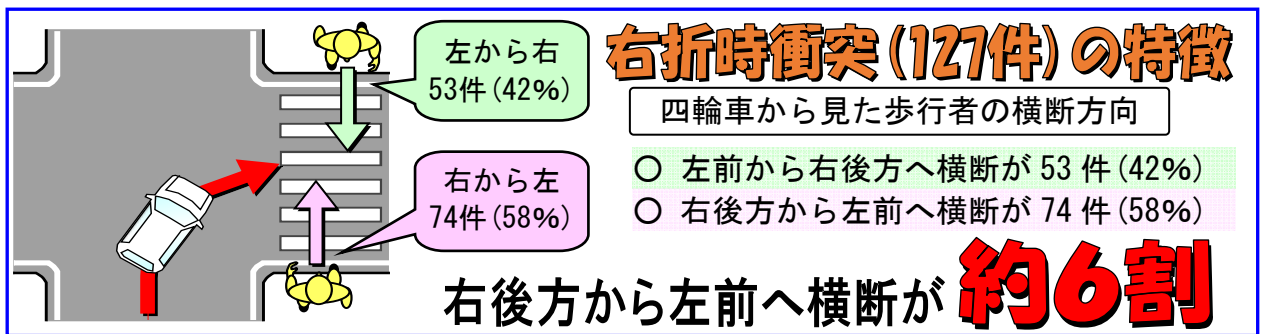 左から右
53件(42%)
右から左
74件(58%)
右折時衝突(127件)の特徴
四輪車から見た歩行者の横断方向
○ 左前から右後方へ横断が 53 件(42%)
○ 右後方から左前へ横断が 74 件(58%)
右後方から左前へ横断が 約6割